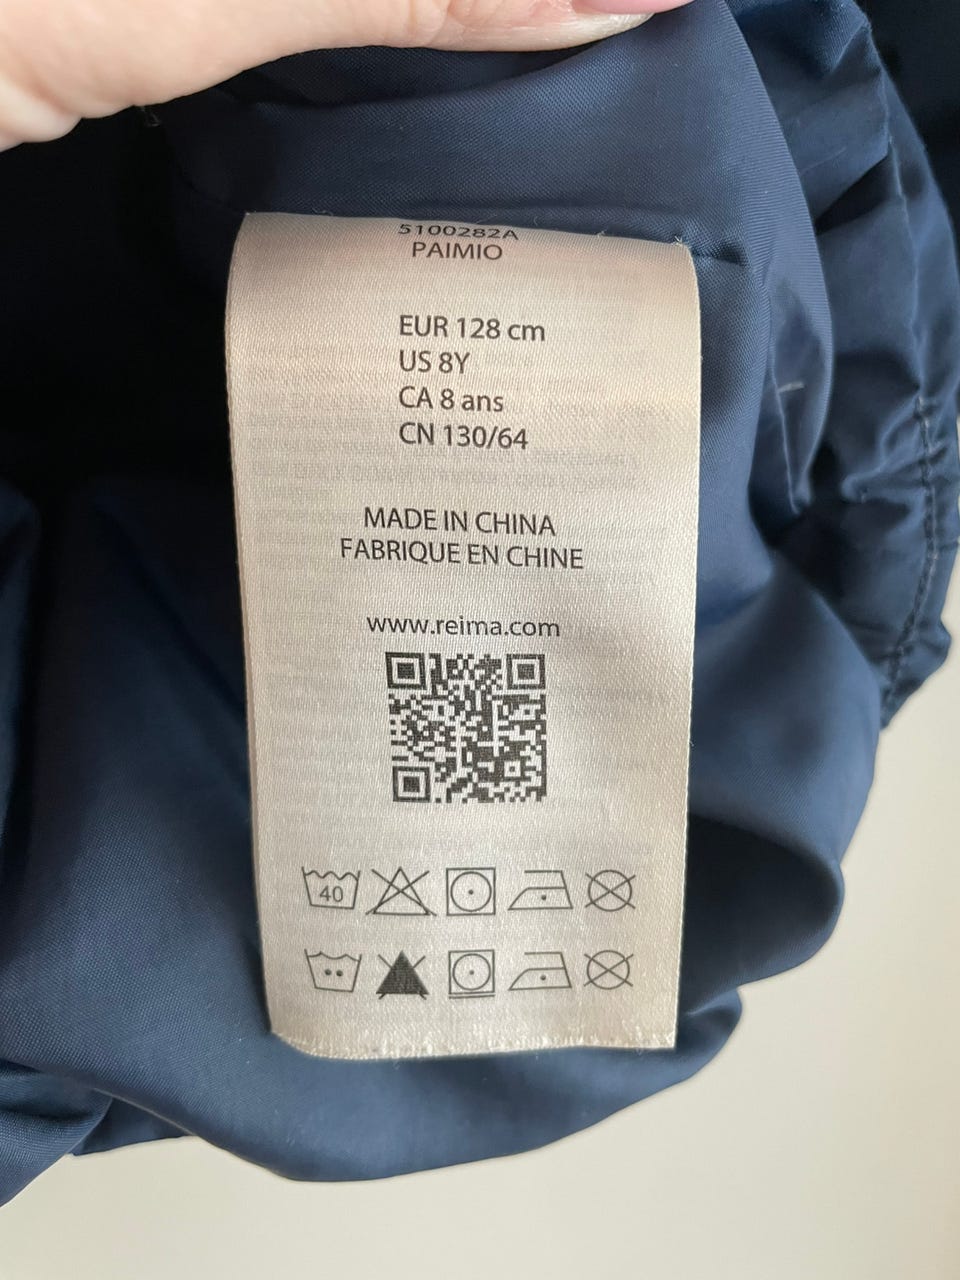 5100282A
PAIMIO
EUR 128 cm
US 8Y
CA 8 ans
CN 130/64
MADE IN CHINA
FABRIQUE EN CHINE
www.reima.com
40